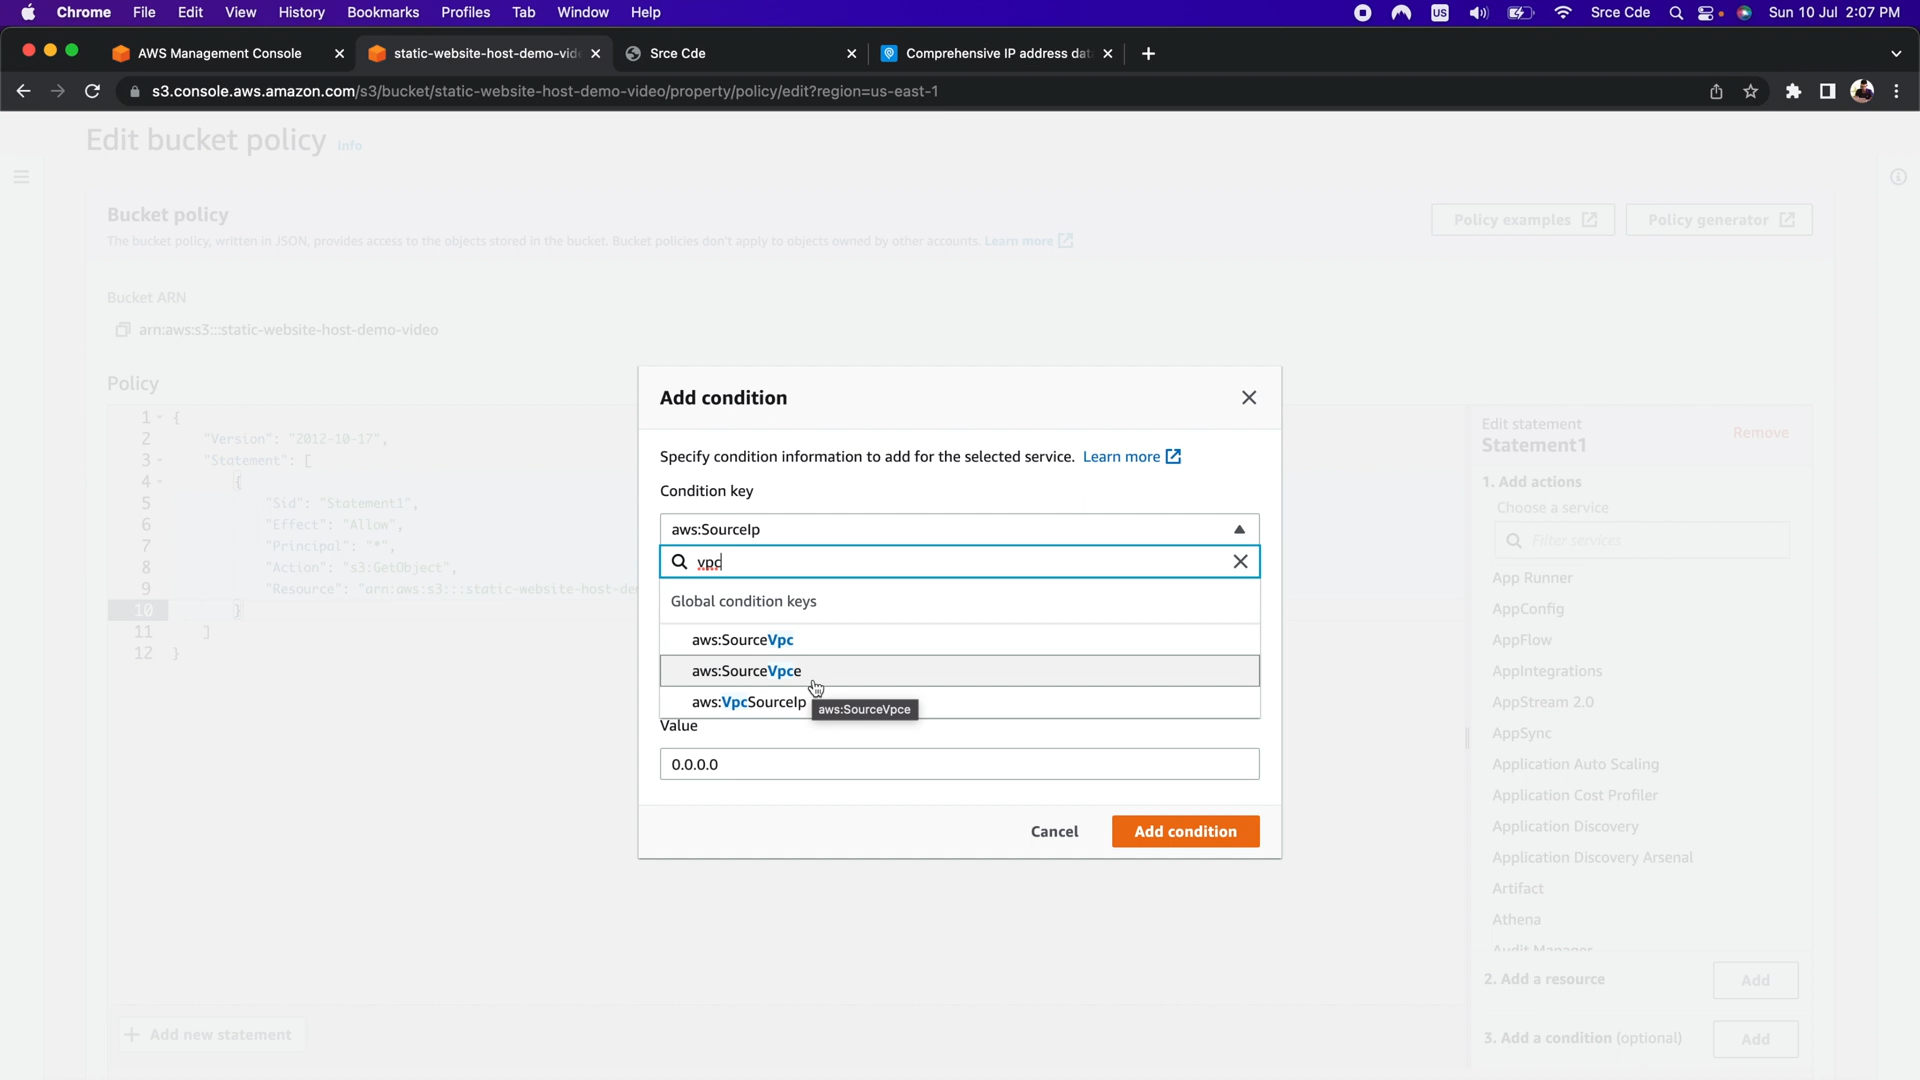 Chrome File Edit View History Bookmarks Profiles Tab Window Help US Srce Cde Sun 10 Jul 2:07 PM
AWS Management Console static-website-host-demo-vid Srce Cde Comprehensive IP address dat
s3.console.aws.amazon.com/s3/bucket/static-website-host-demo-video/property/policy/edit?region=us-east-1
Edit bucket policy Info
Bucket policy
Policy examples Policy generator
The bucket policy, written in JSON, provides access to the objects stored in the bucket. Bucket policies don't apply to objects owned by other accounts. Learn more
Bucket ARN
arn:aws:s3:::static-website-host-demo-video
Policy
1 {
2 "Version": "2012-10-17",
3 "Statement": [
4 {
5 "Sid": "Statement1",
6 "Effect": "Allow",
7 "Principal": "*",
8 "Action": "s3:GetObject",
9 "Resource": "arn:aws:s3:::static-website-host-de
10 }
11 ]
12 }
Add new statement
Add condition
Specify condition information to add for the selected service. Learn more
Condition key
aws:SourceIp
vpc
Global condition keys
aws:SourceVpc
aws:SourceVpce
aws:VpcSourceIp
aws:SourceVpce
Value
0.0.0.0
Cancel Add condition
Edit statement
Statement1
Remove
1. Add actions
Choose a service
Filter services
App Runner
AppConfig
AppFlow
AppIntegrations
AppStream 2.0
AppSync
Application Auto Scaling
Application Cost Profiler
Application Discovery
Application Discovery Arsenal
Artifact
Athena
Audit Manager
2. Add a resource Add
3. Add a condition (optional) Add